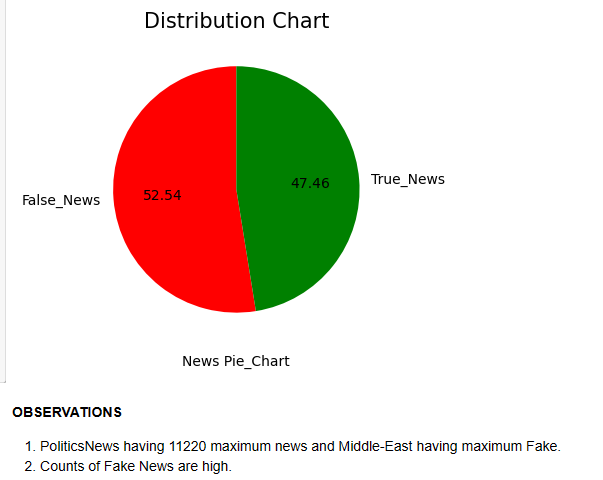 Distribution Chart
47.46
True_News
52.54
False_News
News Pie_Chart
OBSERVATIONS
1. PoliticsNews having 11220 maximum news and Middle-East having maximum Fake.
2. Counts of Fake News are high.